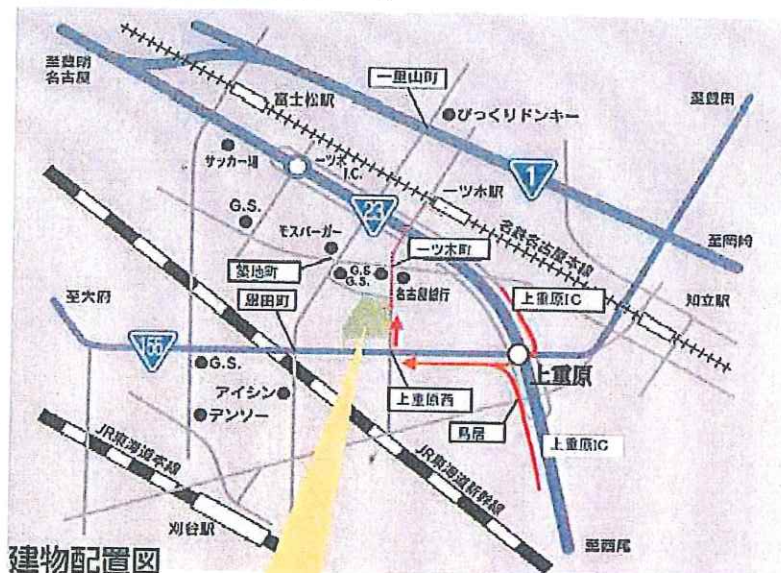 至豊明
名古屋
一里山町
至豊田
富士松駅
びっくりドンキー
サッカー場
一ツ木
I.C.
1
一ツ木駅
23
名鉄名古屋本線
G.S.
モスバーガー
一ツ木町
至岡崎
築地町
G.S.
G.S.
名古屋銀行
上重原IC
知立駅
至大府
恩田町
155
G.S.
上重原
アイシン
上重原西
デンソー
鳥居
上重原IC
JR東海道本線
JR東海道新幹線
刈谷駅
至西尾
建物配置図